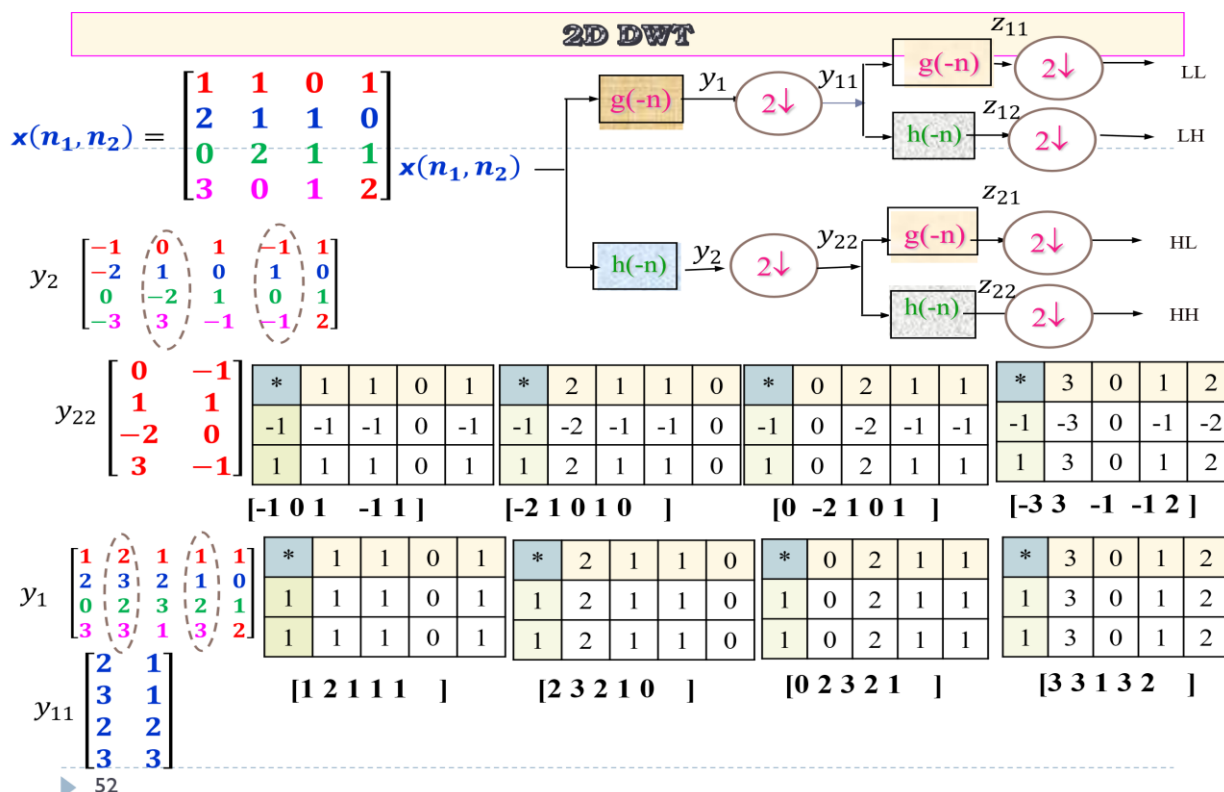 2D DWT
x(n₁, n₂) =
1 1 0 1
2 1 1 0
0 2 1 1
3 0 1 2
x(n₁, n₂)
g(-n) y₁ 2↓ y₁₁
g(-n) z₁₁ 2↓ LL
h(-n) z₁₂ 2↓ LH
h(-n) y₂ 2↓ y₂₂
g(-n) z₂₁ 2↓ HL
h(-n) z₂₂ 2↓ HH
y₂
−1 0 1 −1 1
−2 1 0 1 0
0 −2 1 0 1
−3 3 −1 −1 2
y₂₂
0 −1
1 1
−2 0
3 −1
* 1 1 0 1
-1 -1 -1 0 -1
1 1 1 0 1
[-1 0 1 -1 1 ]
* 2 1 1 0
-1 -2 -1 -1 0
1 2 1 1 0
[-2 1 0 1 0 ]
* 0 2 1 1
-1 0 -2 -1 -1
1 0 2 1 1
[0 -2 1 0 1 ]
* 3 0 1 2
-1 -3 0 -1 -2
1 3 0 1 2
[-3 3 -1 -1 2 ]
y₁
1 2 1 1 1
2 3 2 1 0
0 2 3 2 1
3 3 1 3 2
* 1 1 0 1
1 1 1 0 1
1 1 1 0 1
[1 2 1 1 1 ]
* 2 1 1 0
1 2 1 1 0
1 2 1 1 0
[2 3 2 1 0 ]
* 0 2 1 1
1 0 2 1 1
1 0 2 1 1
[0 2 3 2 1 ]
* 3 0 1 2
1 3 0 1 2
1 3 0 1 2
[3 3 1 3 2 ]
y₁₁
2 1
3 1
2 2
3 3
52